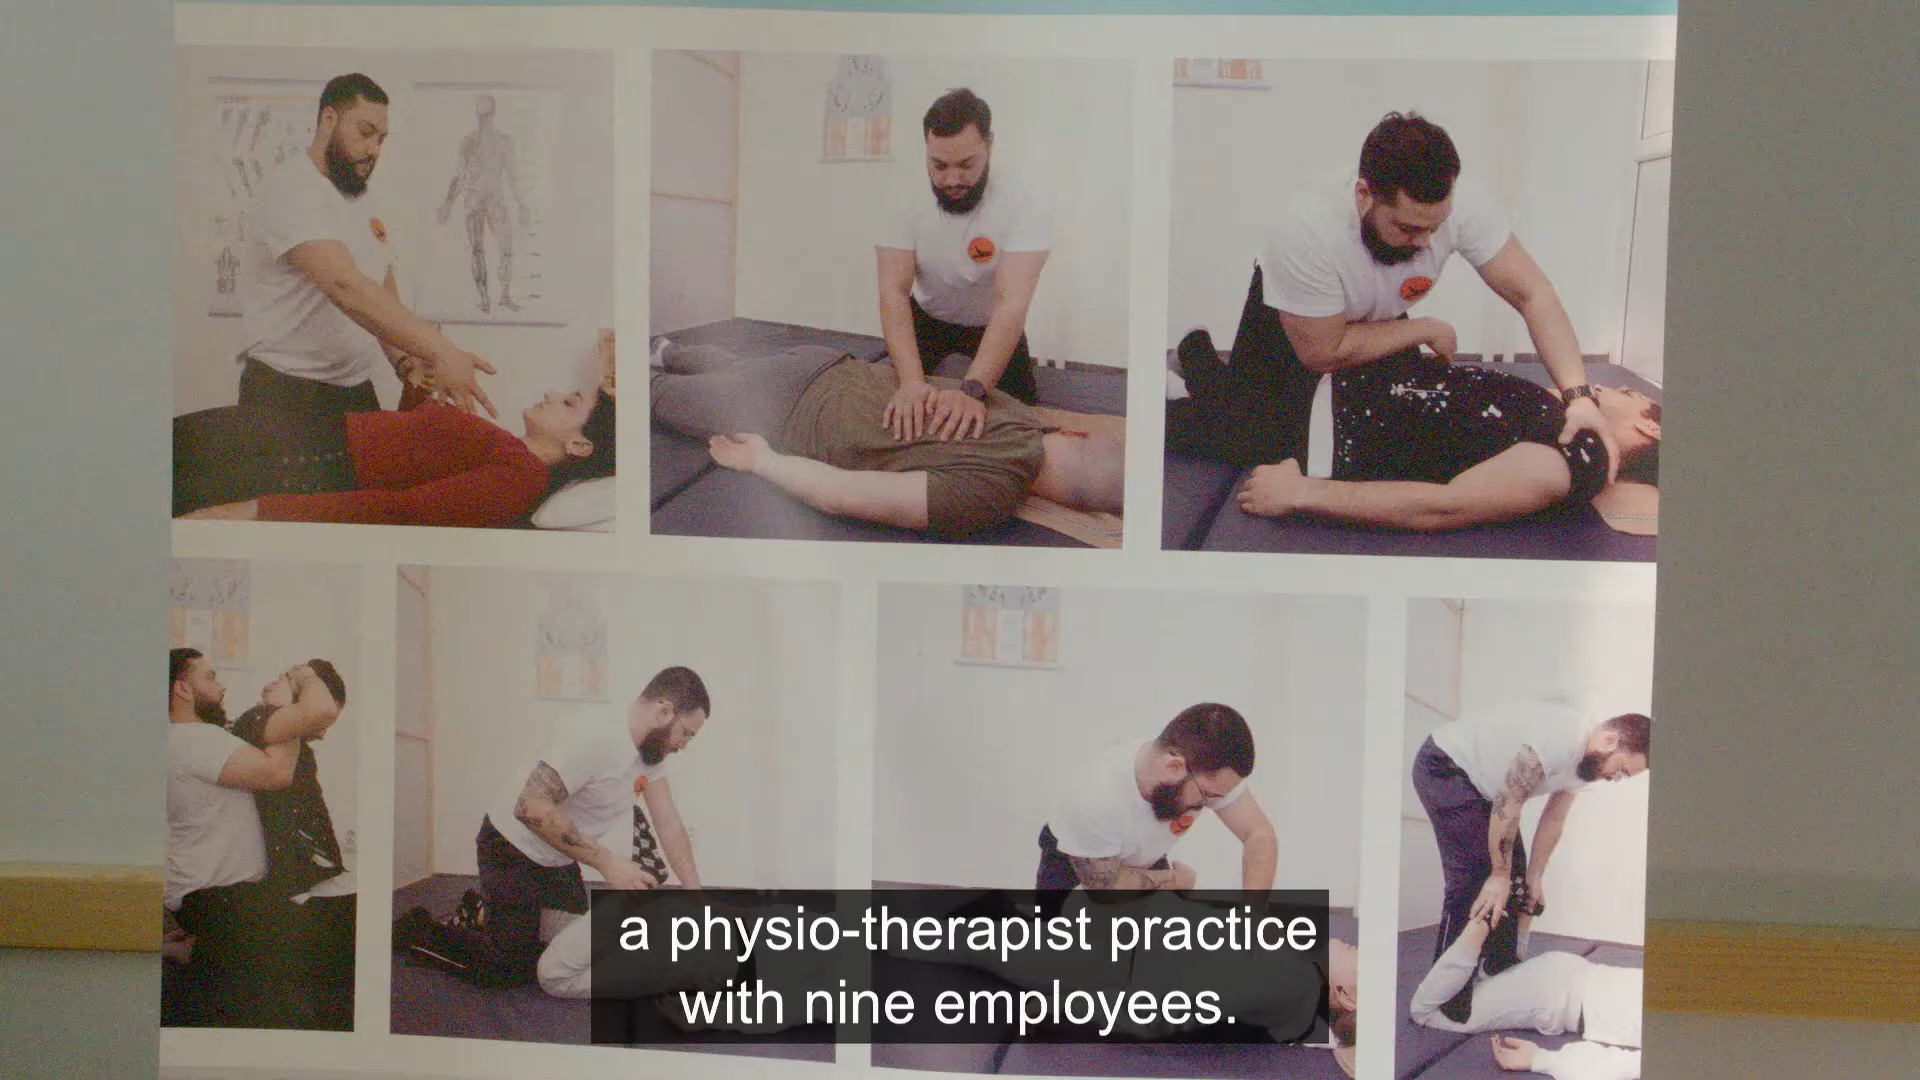 a physio-therapist practice
with nine employees.